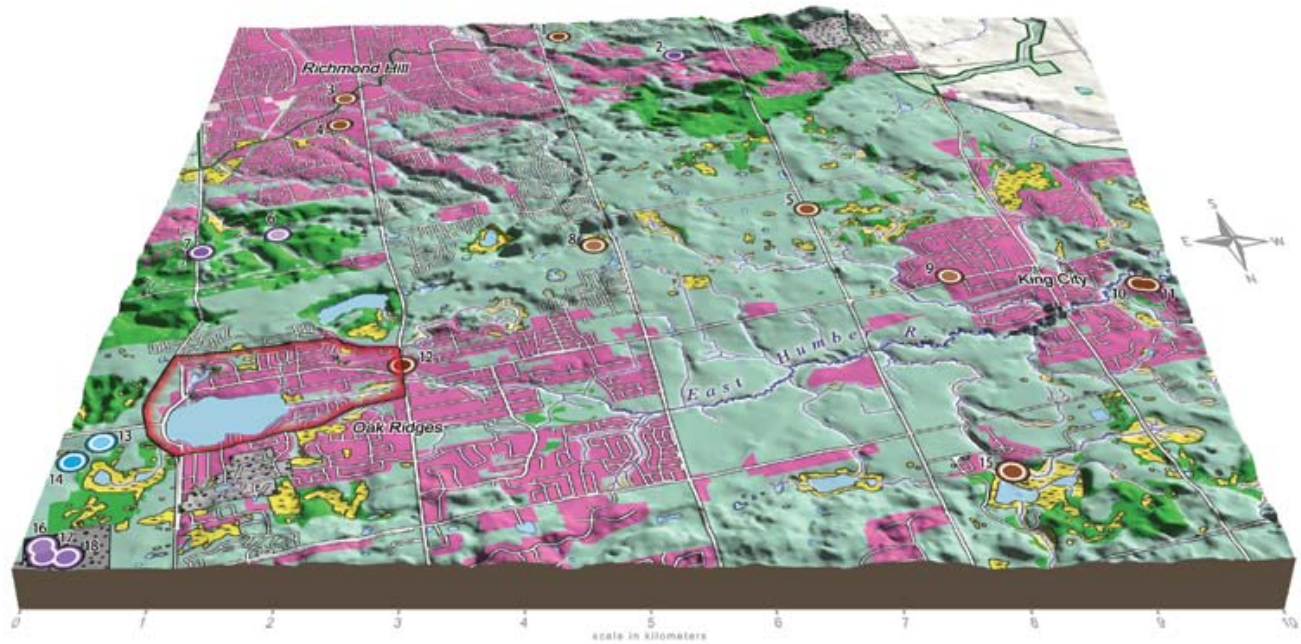 1
2
Richmond Hill
3
4
S
E W
N
5
6
7
8
9
King City
10 11
East Humber R.
12
Oak Ridges
13
14
15
16
17
18
0 1 2 3 4 5 6 7 8 9 10
scale in kilometers